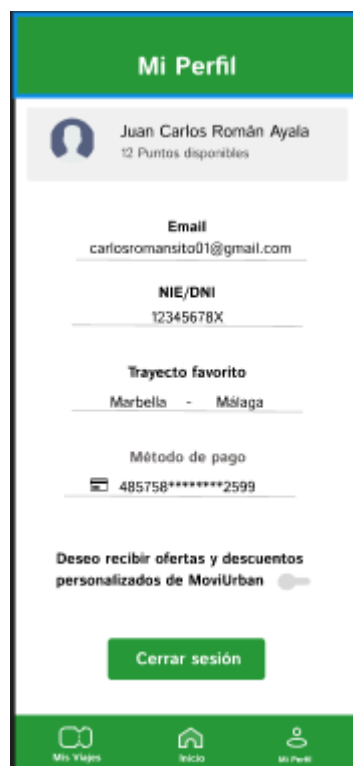 Mi Perfil
Juan Carlos Román Ayala
12 Puntos disponibles
Email
carlosromansito01@gmail.com
NIE/DNI
12345678X
Trayecto favorito
Marbella - Málaga
Método de pago
485758********2599
Deseo recibir ofertas y descuentos
personalizados de MoviUrban
Cerrar sesión
Mis Viajes Inicio Mi Perfil